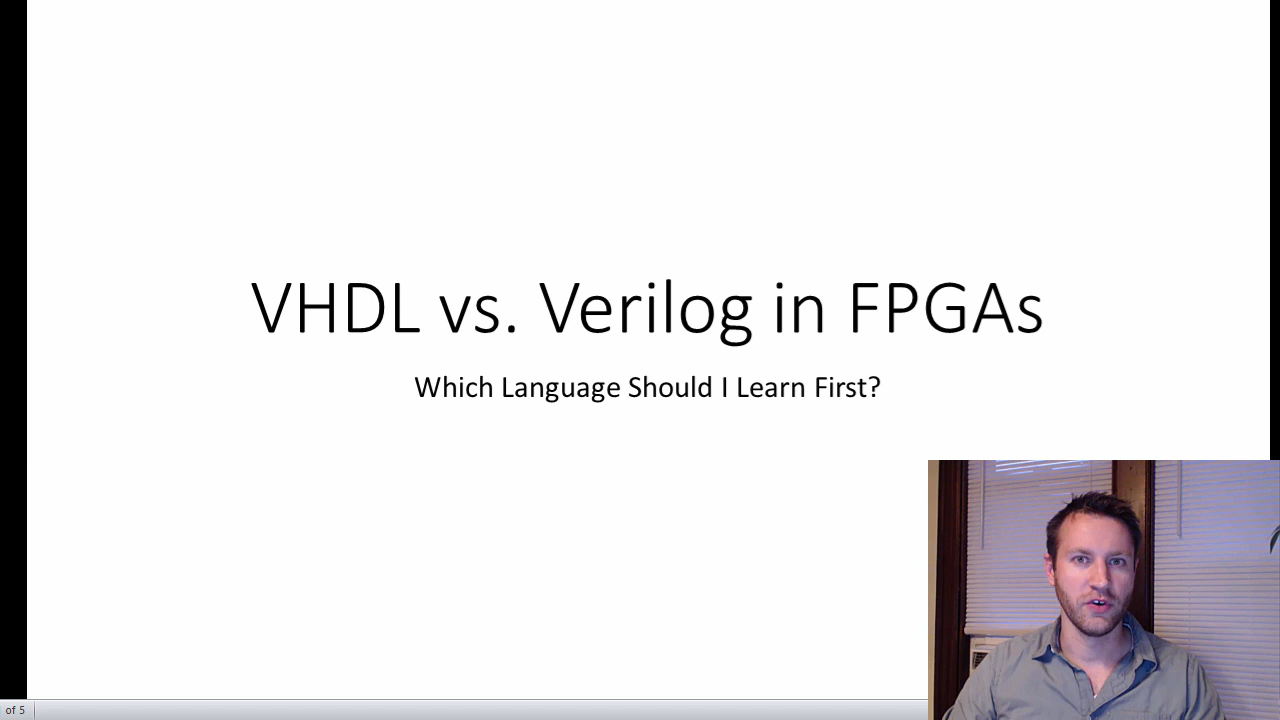 VHDL vs. Verilog in FPGAs
Which Language Should I Learn First?
of 5